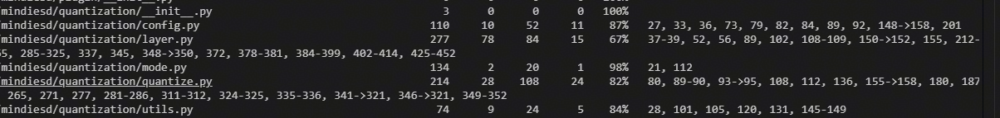 mindiesd/quantization/__init__.py 3 0 0 0 100%
mindiesd/quantization/config.py 110 10 52 11 87% 27, 33, 36, 73, 79, 82, 84, 89, 92, 148->158, 201
mindiesd/quantization/layer.py 277 78 84 15 67% 37-39, 52, 56, 89, 102, 108-109, 150->152, 155, 212-
5, 285-325, 337, 345, 348->350, 372, 378-381, 384-399, 402-414, 425-452
mindiesd/quantization/mode.py 134 2 20 1 98% 21, 112
mindiesd/quantization/quantize.py 214 28 108 24 82% 80, 89-90, 93->95, 108, 112, 136, 155->158, 180, 187
265, 271, 277, 281-286, 311-312, 324-325, 335-336, 341->321, 346->321, 349-352
mindiesd/quantization/utils.py 74 9 24 5 84% 28, 101, 105, 120, 131, 145-149